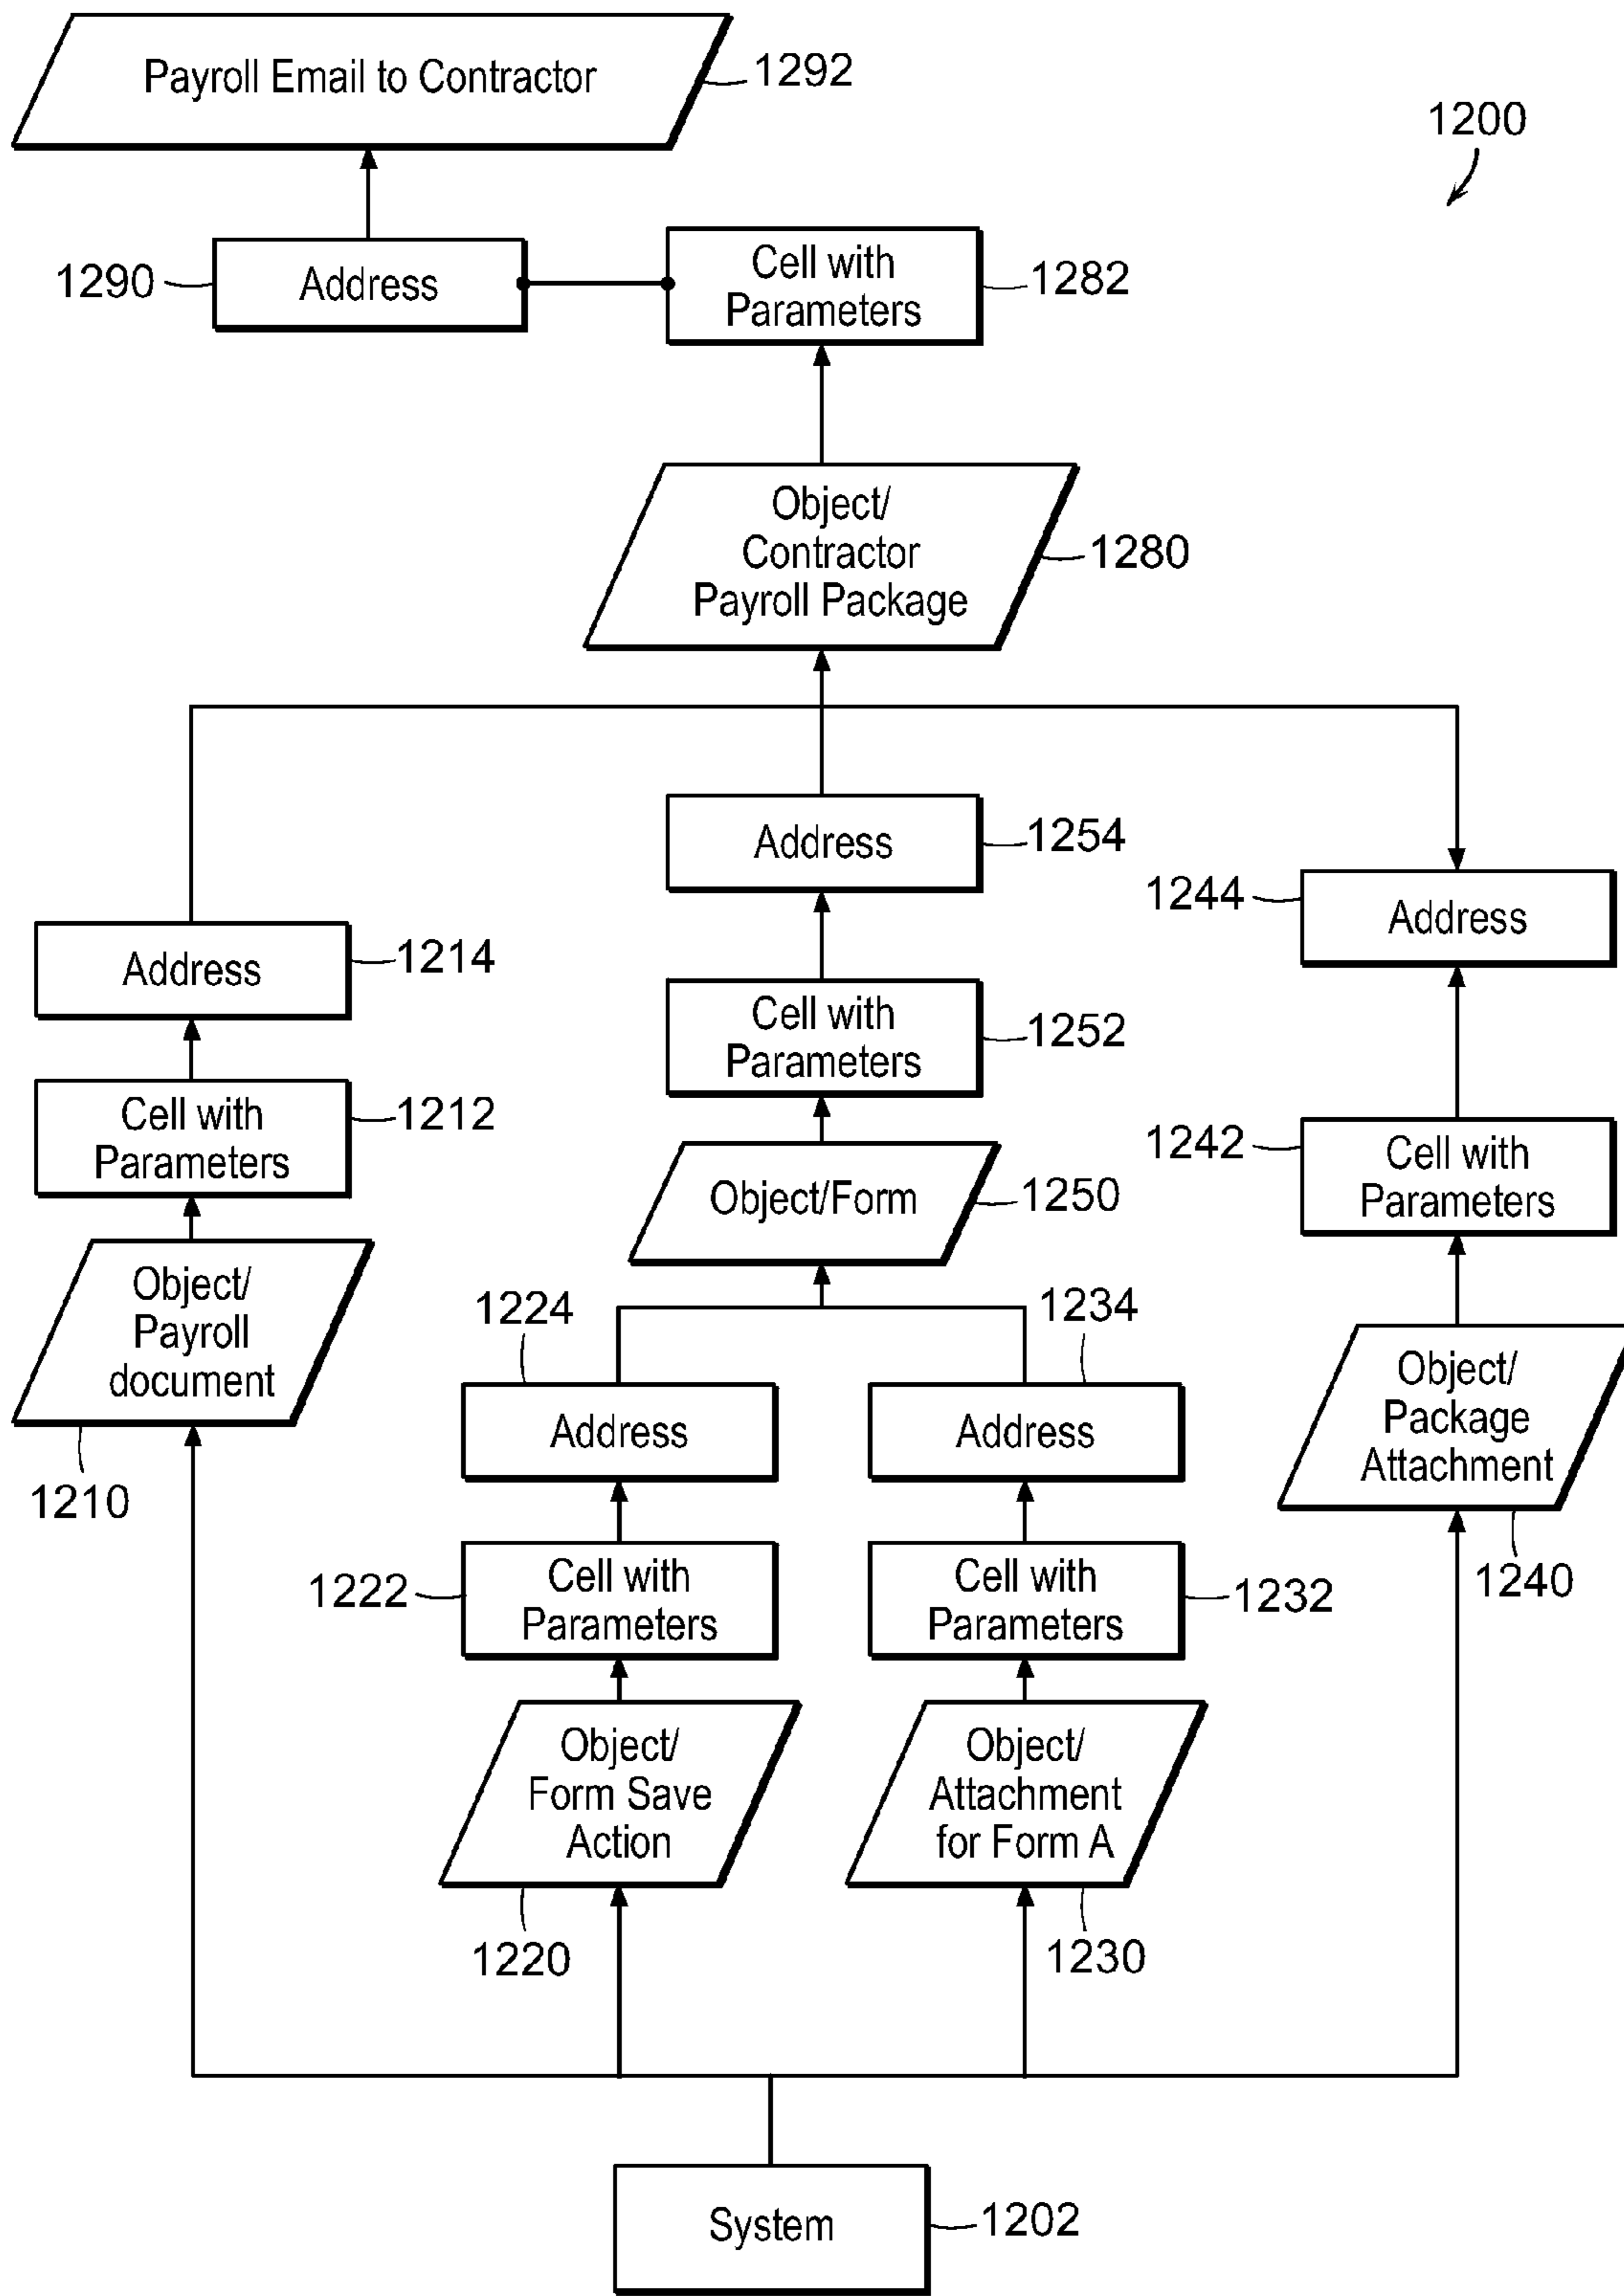 Payroll Email to Contractor
1292
1200
1290
Address
Cell with
Parameters
1282
Object/
Contractor
Payroll Package
1280
Address
1254
1244
Address
Address
1214
Cell with
Parameters
1252
Cell with
Parameters
1212
1242
Cell with
Parameters
Object/Form
1250
Object/
Payroll
document
1210
1224
1234
Address
Address
Object/
Package
Attachment
1240
1222
Cell with
Parameters
Cell with
Parameters
1232
Object/
Form Save
Action
1220
Object/
Attachment
for Form A
1230
System
1202